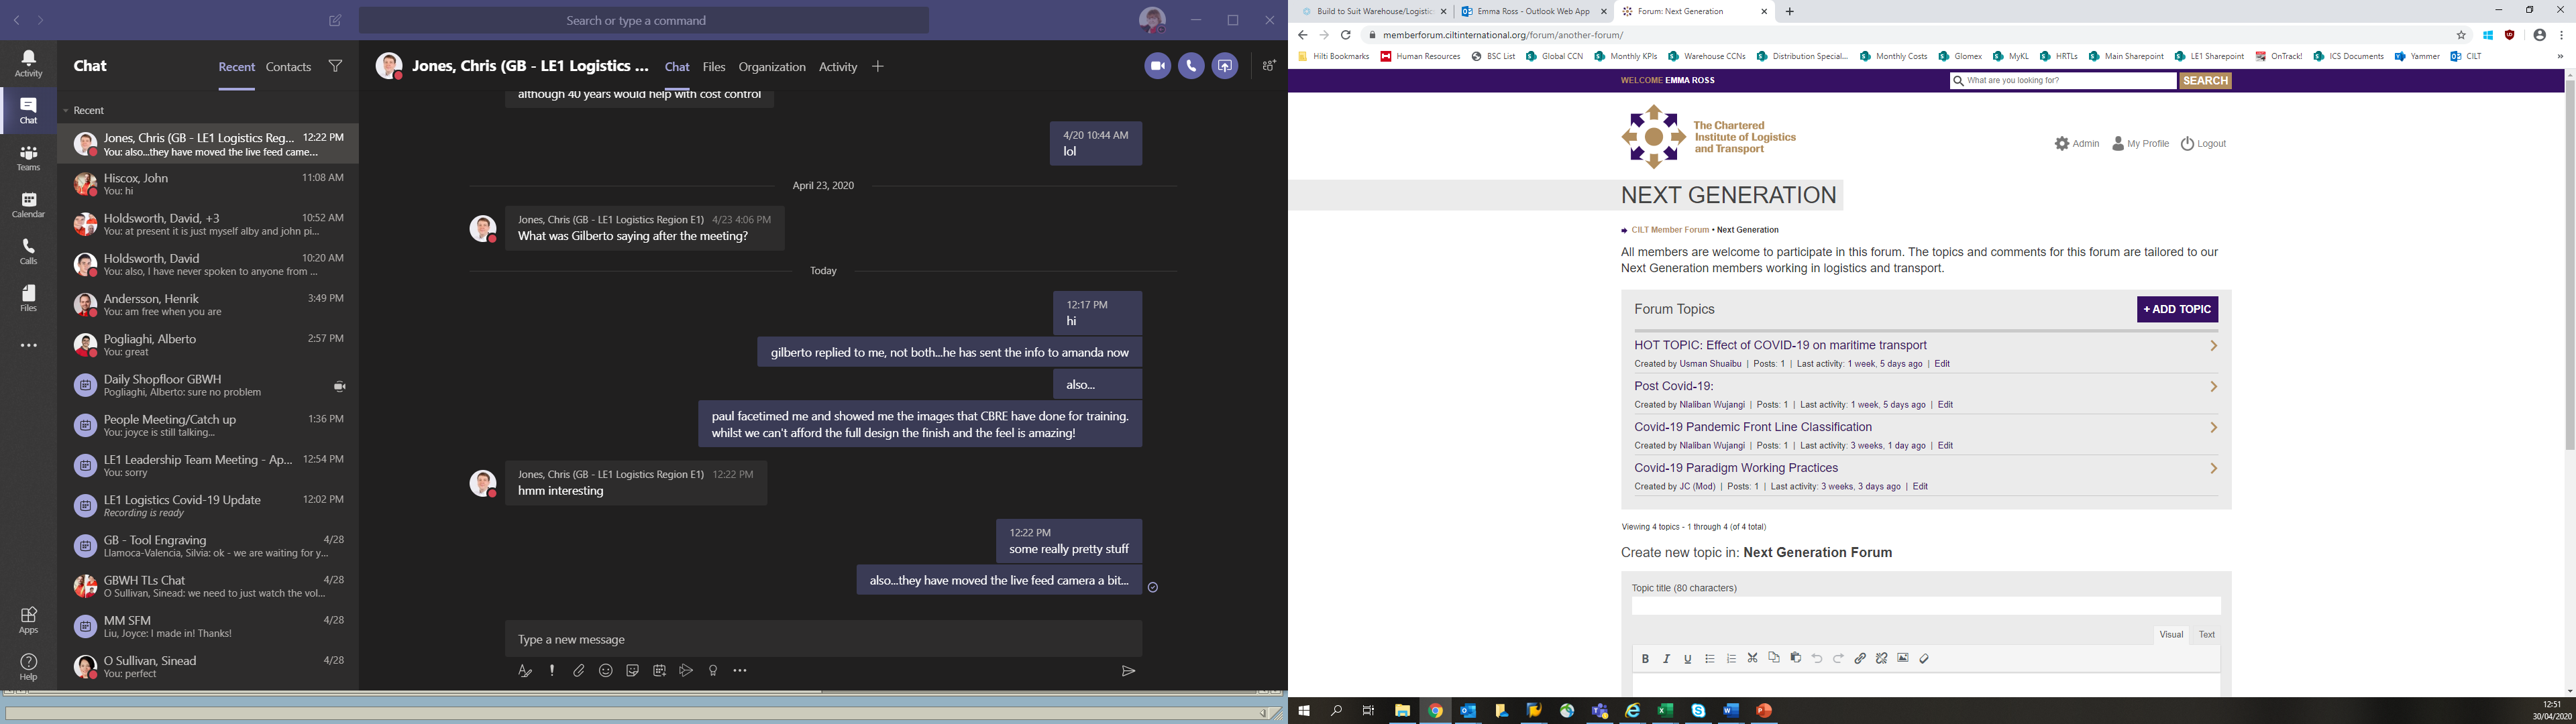 Search or type a command
Activity
Chat
Teams
Calendar
Calls
Files
Apps
Help
Chat
Recent
Contacts
Recent
Jones, Chris (GB - LE1 Logistics Reg... 12:22 PM
You: also...they have moved the live feed came...
Hiscox, John 11:08 AM
You: hi
Holdsworth, David, +3 10:52 AM
You: at present it is just myself alby and john pi...
Holdsworth, David 10:20 AM
You: also, I have never spoken to anyone from ...
Andersson, Henrik 3:49 PM
You: am free when you are
Pogliaghi, Alberto 2:57 PM
You: great
Daily Shopfloor GBWH
Pogliaghi, Alberto: sure no problem
People Meeting/Catch up 1:36 PM
You: joyce is still talking...
LE1 Leadership Team Meeting - Ap... 12:54 PM
You: sorry
LE1 Logistics Covid-19 Update 12:02 PM
Recording is ready
GB - Tool Engraving 4/28
Llamoca-Valencia, Silvia: ok - we are waiting for y...
GBWH TLs Chat 4/28
O Sullivan, Sinead: we need to just watch the vol...
MM SFM 4/28
Liu, Joyce: I made in! Thanks!
O Sullivan, Sinead 4/28
You: perfect
Jones, Chris (GB - LE1 Logistics ... Chat Files Organization Activity
although 40 years would help with cost control
4/20 10:44 AM
lol
April 23, 2020
Jones, Chris (GB - LE1 Logistics Region E1) 4/23 4:06 PM
What was Gilberto saying after the meeting?
Today
12:17 PM
hi
gilberto replied to me, not both...he has sent the info to amanda now
also...
paul facetimed me and showed me the images that CBRE have done for training.
whilst we can't afford the full design the finish and the feel is amazing!
Jones, Chris (GB - LE1 Logistics Region E1) 12:22 PM
hmm interesting
12:22 PM
some really pretty stuff
also...they have moved the live feed camera a bit...
Type a new message
Build to Suit Warehouse/Logistic
Emma Ross - Outlook Web App
Forum: Next Generation
memberforum.ciltinternational.org/forum/another-forum/
Hilti Bookmarks Human Resources BSC List Global CCN Monthly KPIs Warehouse CCNs Distribution Special... Monthly Costs Glomex MyKL HRTLs Main Sharepoint LE1 Sharepoint OnTrack! ICS Documents Yammer CILT
WELCOME EMMA ROSS
What are you looking for?
SEARCH
The Chartered
Institute of Logistics
and Transport
Admin My Profile Logout
NEXT GENERATION
CILT Member Forum • Next Generation
All members are welcome to participate in this forum. The topics and comments for this forum are tailored to our
Next Generation members working in logistics and transport.
Forum Topics
+ ADD TOPIC
HOT TOPIC: Effect of COVID-19 on maritime transport
Created by Usman Shuaibu | Posts: 1 | Last activity: 1 week, 5 days ago | Edit
Post Covid-19:
Created by Nlaliban Wujangi | Posts: 1 | Last activity: 1 week, 5 days ago | Edit
Covid-19 Pandemic Front Line Classification
Created by Nlaliban Wujangi | Posts: 1 | Last activity: 3 weeks, 1 day ago | Edit
Covid-19 Paradigm Working Practices
Created by JC (Mod) | Posts: 1 | Last activity: 3 weeks, 3 days ago | Edit
Viewing 4 topics - 1 through 4 (of 4 total)
Create new topic in: Next Generation Forum
Topic title (80 characters)
Visual Text
B I U
12:51
30/04/2020